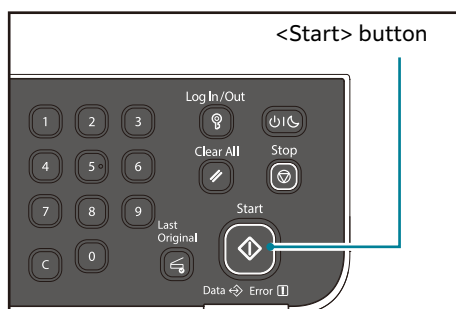 <Start> button
Log In/Out
1 2 3
Clear All Stop
4 5 6
7 8 9
Start
Last
Original
C 0
Data Error